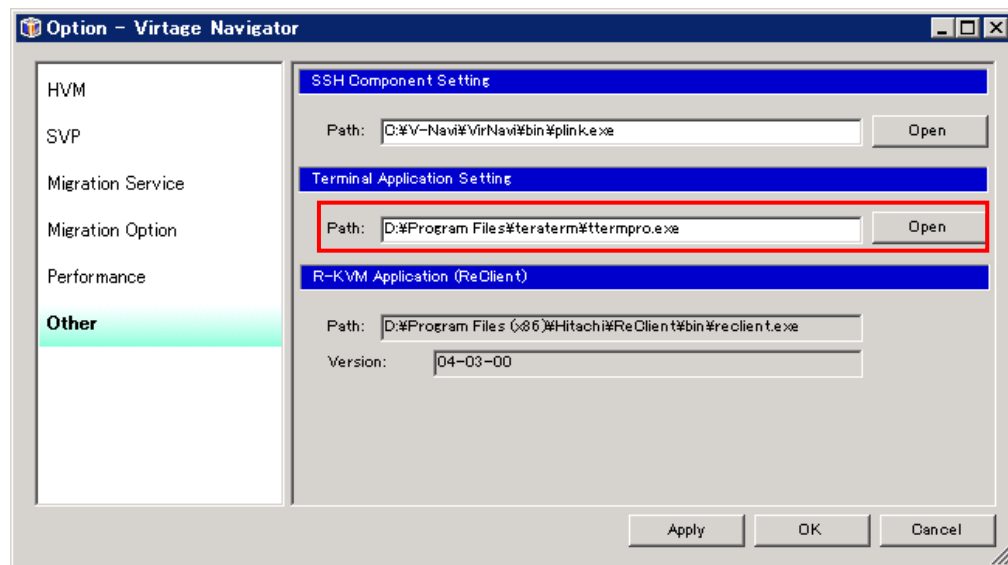 Option - Virtage Navigator
HVM
SVP
Migration Service
Migration Option
Performance
Other
SSH Component Setting
Path: C:¥V-Navi¥VirNavi¥bin¥plink.exe Open
Terminal Application Setting
Path: D:¥Program Files¥teraterm¥ttermpro.exe Open
R-KVM Application (ReClient)
Path: D:¥Program Files (x86)¥Hitachi¥ReClient¥bin¥reclient.exe
Version: 04-03-00
Apply OK Cancel